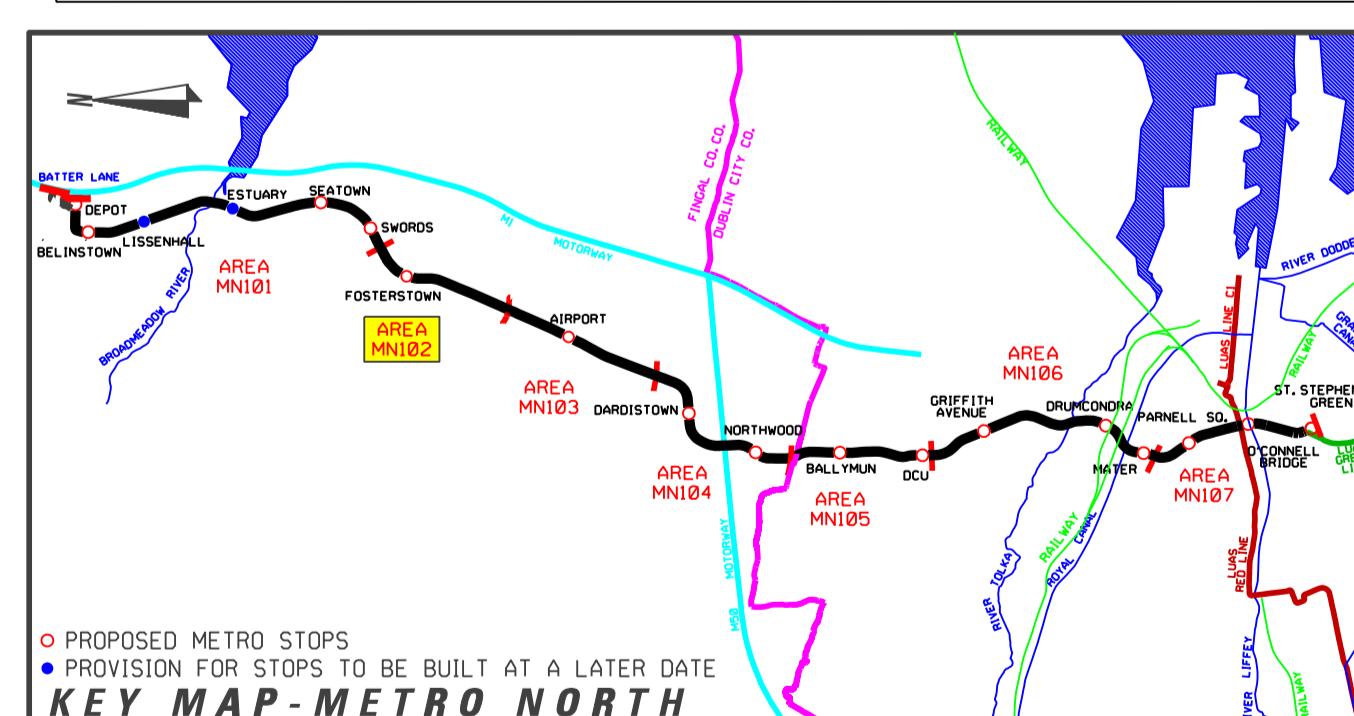 BATTER LANE
DEPOT
BELINSTOWN
LISSENHALL
ESTUARY
SEATOWN
SWORDS
BROADMEADOW RIVER
AREA
MN101
FOSTERSTOWN
AREA
MN102
M1
MOTORWAY
AIRPORT
AREA
MN103
DARDISTOWN
FINGAL CO. CO.
DUBLIN CITY CO.
NORTHWOOD
AREA
MN104
BALLYMUN
AREA
MN105
DCU
MOTORWAY
M50
GRIFFITH
AVENUE
AREA
MN106
DRUMCONDRA
MATER
PARNELL SO.
AREA
MN107
O'CONNELL
BRIDGE
ST. STEPHEN
GREEN
RAILWAY
RIVER DODDE
LUAS LINE C1
RAILWAY
RAILWAY
ROYAL CANAL
RIVER TOLKA
LUAS
RED LINE
VER LIFFEY
RAILWAY
○ PROPOSED METRO STOPS
● PROVISION FOR STOPS TO BE BUILT AT A LATER DATE
KEY MAP-METRO NORTH